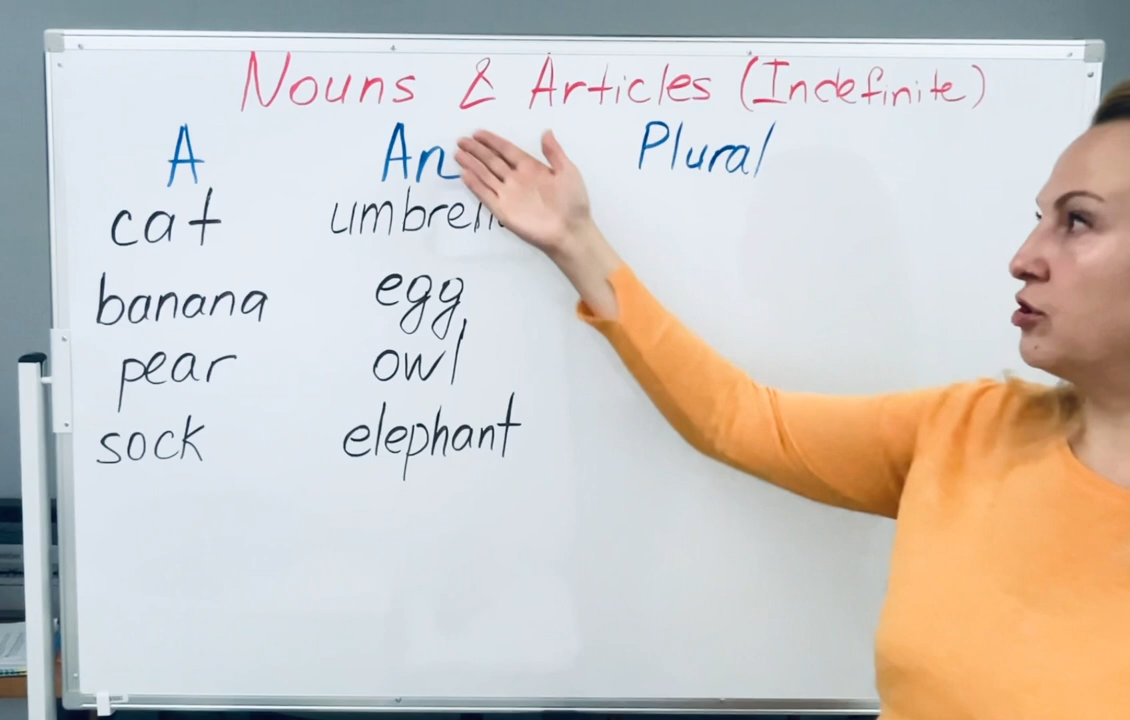 Nouns & Articles (Indefinite)
A An Plural
cat
banana egg
pear owl
sock elephant